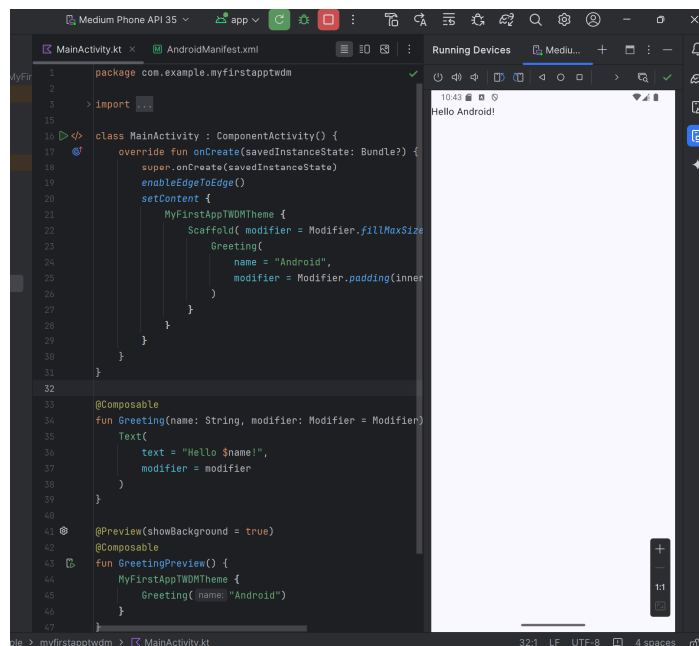 Medium Phone API 35
app
MainActivity.kt
AndroidManifest.xml
Running Devices
Mediu...
MyFir
1 package com.example.myfirstapptwdm
2
3 import ...
15
16 class MainActivity : ComponentActivity() {
17 override fun onCreate(savedInstanceState: Bundle?) {
18 super.onCreate(savedInstanceState)
19 enableEdgeToEdge()
20 setContent {
21 MyFirstAppTWDMTheme {
22 Scaffold( modifier = Modifier.fillMaxSize
23 Greeting(
24 name = "Android",
25 modifier = Modifier.padding(inner
26 )
27 }
28 }
29 }
30 }
31 }
32
33 @Composable
34 fun Greeting(name: String, modifier: Modifier = Modifier)
35 Text(
36 text = "Hello $name!",
37 modifier = modifier
38 )
39 }
40
41 @Preview(showBackground = true)
42 @Composable
43 fun GreetingPreview() {
44 MyFirstAppTWDMTheme {
45 Greeting( name: "Android")
46 }
47 }
10:43
Hello Android!
1:1
ple > myfirstapptwdm > MainActivity.kt
32:1 LF UTF-8 4 spaces